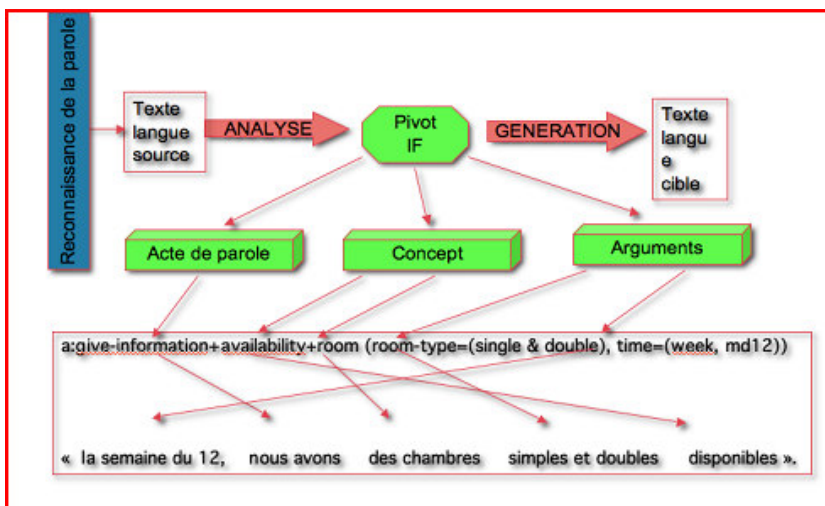 Reconnaissance de la parole
Texte
langue
source
ANALYSE
Pivot
IF
GENERATION
Texte
langu
e
cible
Acte de parole
Concept
Arguments
a:give-information+availability+room (room-type=(single & double), time=(week, md12))
« la semaine du 12, nous avons des chambres simples et doubles disponibles ».